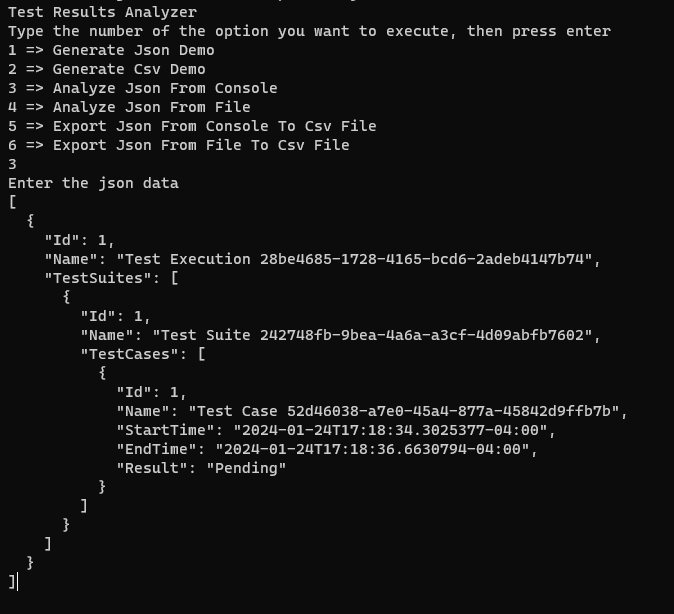 Test Results Analyzer
Type the number of the option you want to execute, then press enter
1 => Generate Json Demo
2 => Generate Csv Demo
3 => Analyze Json From Console
4 => Analyze Json From File
5 => Export Json From Console To Csv File
6 => Export Json From File To Csv File
3
Enter the json data
[
  {
    "Id": 1,
    "Name": "Test Execution 28be4685-1728-4165-bcd6-2adeb4147b74",
    "TestSuites": [
      {
        "Id": 1,
        "Name": "Test Suite 242748fb-9bea-4a6a-a3cf-4d09abfb7602",
        "TestCases": [
          {
            "Id": 1,
            "Name": "Test Case 52d46038-a7e0-45a4-877a-45842d9ffb7b",
            "StartTime": "2024-01-24T17:18:34.3025377-04:00",
            "EndTime": "2024-01-24T17:18:36.6630794-04:00",
            "Result": "Pending"
          }
        ]
      }
    ]
  }
]